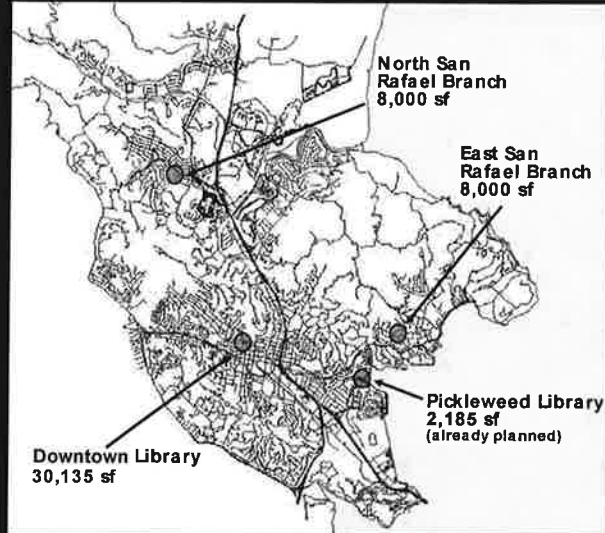 North San
Rafael Branch
8,000 sf
East San
Rafael Branch
8,000 sf
Pickleweed Library
2,185 sf
(already planned)
Downtown Library
30,135 sf